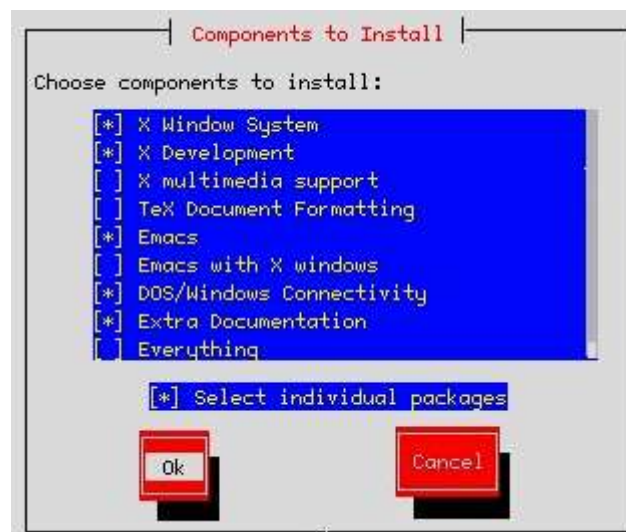 Components to Install
Choose components to install:
[*] X Window System
[*] X Development
[ ] X multimedia support
[ ] TeX Document Formatting
[*] Emacs
[ ] Emacs with X windows
[*] DOS/Windows Connectivity
[*] Extra Documentation
[ ] Everything
[*] Select individual packages
Ok Cancel